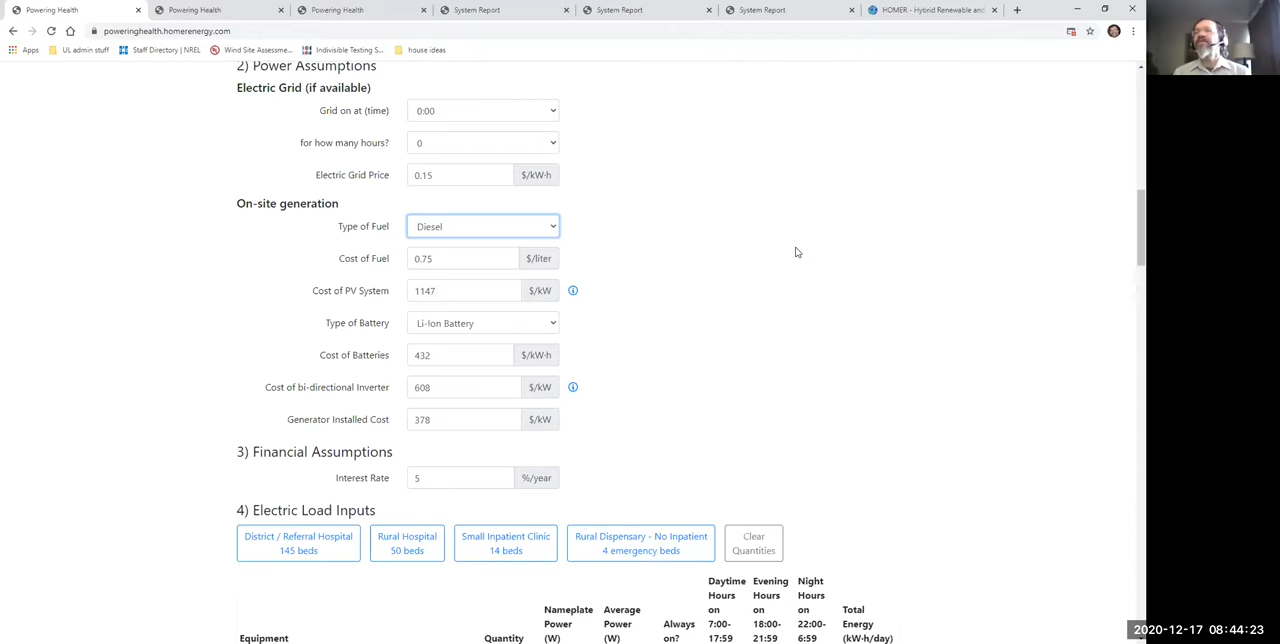 Powering Health
Powering Health
Powering Health
System Report
System Report
System Report
HOMER - Hybrid Renewable and
poweringhealth.homerenergy.com
Apps
UL admin stuff
Staff Directory | NREL
Wind Site Assessme...
Indivisible Texting S...
house ideas
2) Power Assumptions
Electric Grid (if available)
Grid on at (time)
0:00
for how many hours?
0
Electric Grid Price
0.15
$/kW-h
On-site generation
Type of Fuel
Diesel
Cost of Fuel
0.75
$/liter
Cost of PV System
1147
$/kW
Type of Battery
Li-Ion Battery
Cost of Batteries
432
$/kW-h
Cost of bi-directional Inverter
608
$/kW
Generator Installed Cost
378
$/kW
3) Financial Assumptions
Interest Rate
5
%/year
4) Electric Load Inputs
District / Referral Hospital
145 beds
Rural Hospital
50 beds
Small Inpatient Clinic
14 beds
Rural Dispensary - No Inpatient
4 emergency beds
Clear
Quantities
Equipment
Quantity
Nameplate
Power
(W)
Average
Power
(W)
Always
on?
Daytime
Hours
on
7:00-
17:59
Evening
Hours
on
18:00-
21:59
Night
Hours
on
22:00-
6:59
Total
Energy
(kW-h/day)
2020-12-17 08:44:23